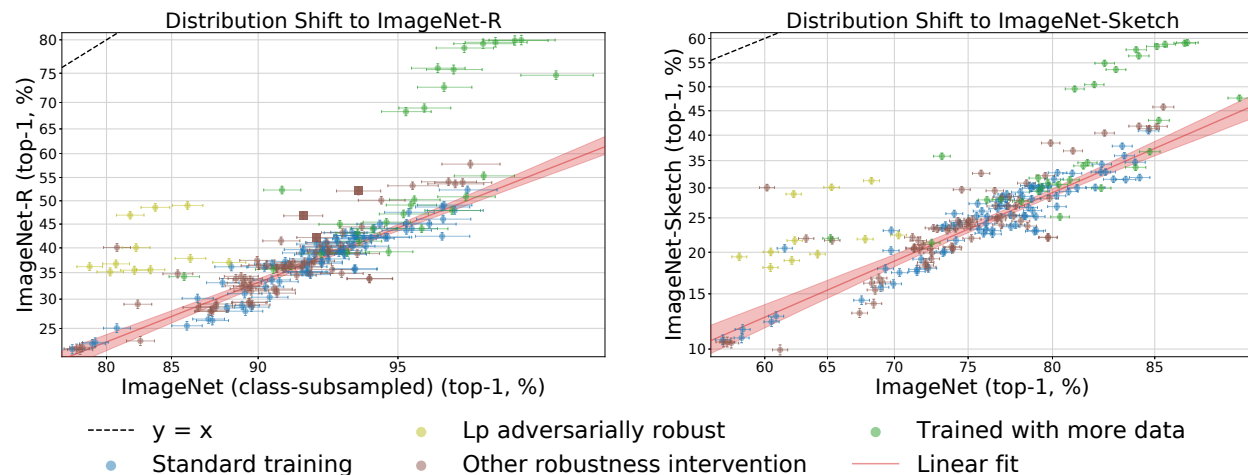 Distribution Shift to ImageNet-R
80
75
70
65
60
55
50
45
40
35
30
25
ImageNet-R (top-1, %)
80
85
90
95
ImageNet (class-subsampled) (top-1, %)
Distribution Shift to ImageNet-Sketch
60
55
50
45
40
35
30
25
20
15
10
ImageNet-Sketch (top-1, %)
60
65
70
75
80
85
ImageNet (top-1, %)
y = x
Lp adversarially robust
Trained with more data
Standard training
Other robustness intervention
Linear fit